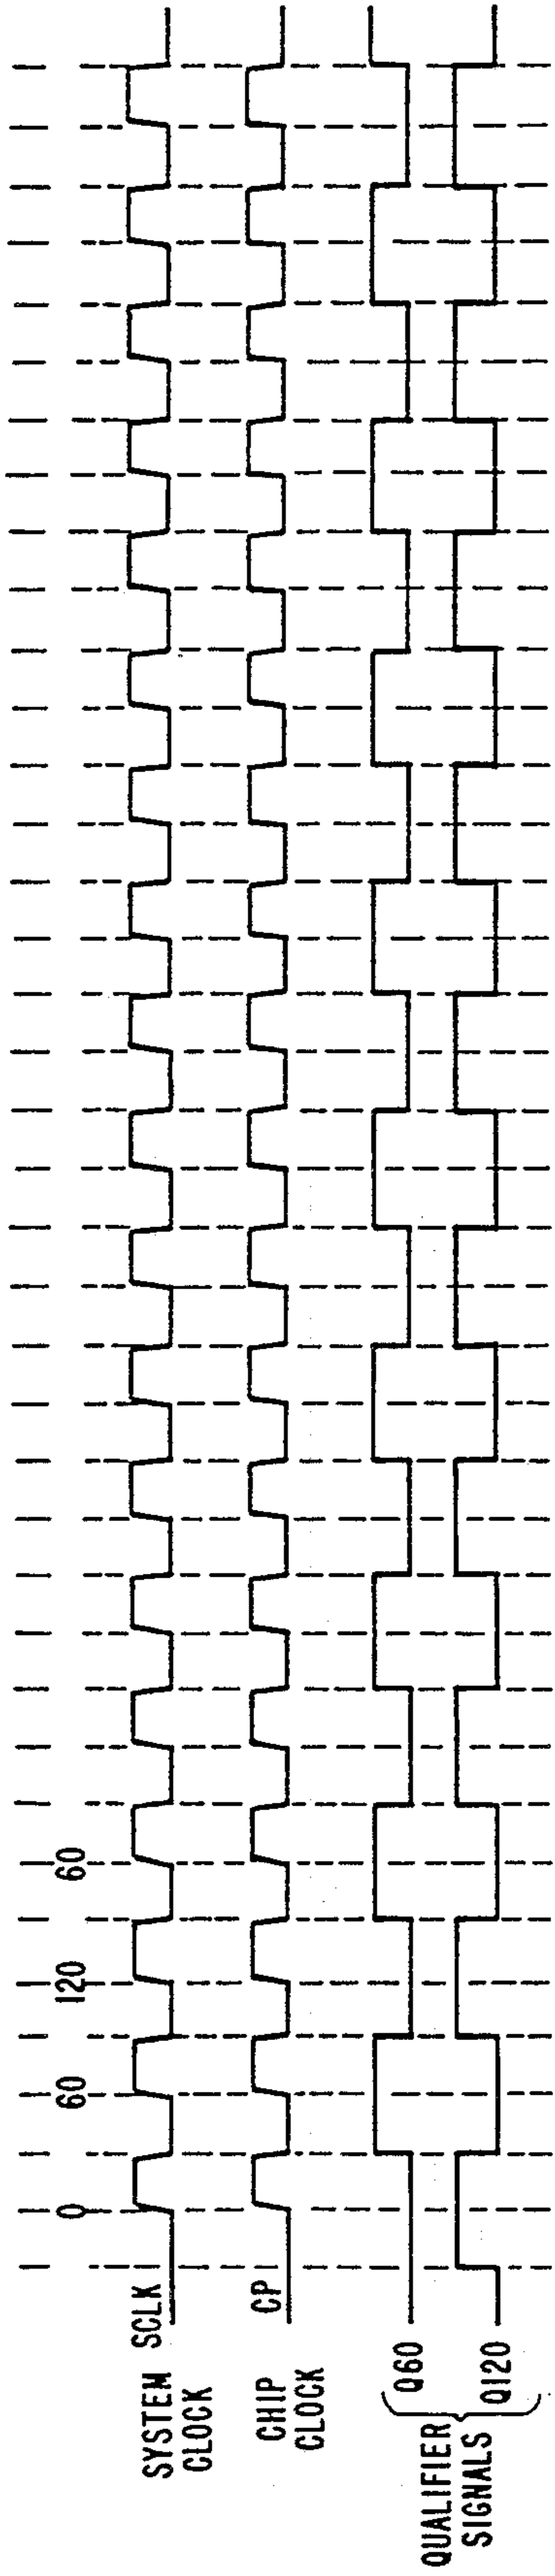 0 60 120 60
SYSTEM SCLK
CLOCK
CHIP CP
CLOCK
Q60
QUALIFIER
SIGNALS
Q120